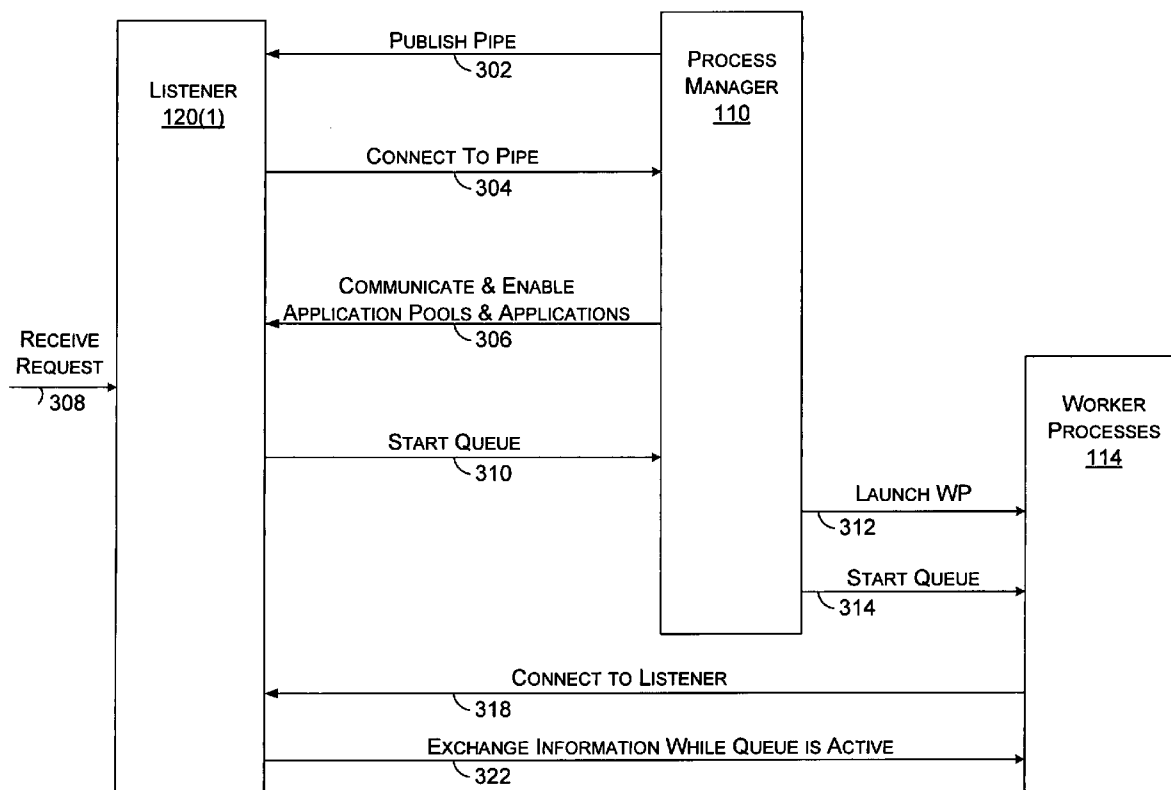 PUBLISH PIPE
302
PROCESS
MANAGER
110
LISTENER
120(1)
CONNECT TO PIPE
304
COMMUNICATE & ENABLE
APPLICATION POOLS & APPLICATIONS
306
RECEIVE
REQUEST
308
START QUEUE
310
WORKER
PROCESSES
114
LAUNCH WP
312
START QUEUE
314
CONNECT TO LISTENER
318
EXCHANGE INFORMATION WHILE QUEUE IS ACTIVE
322